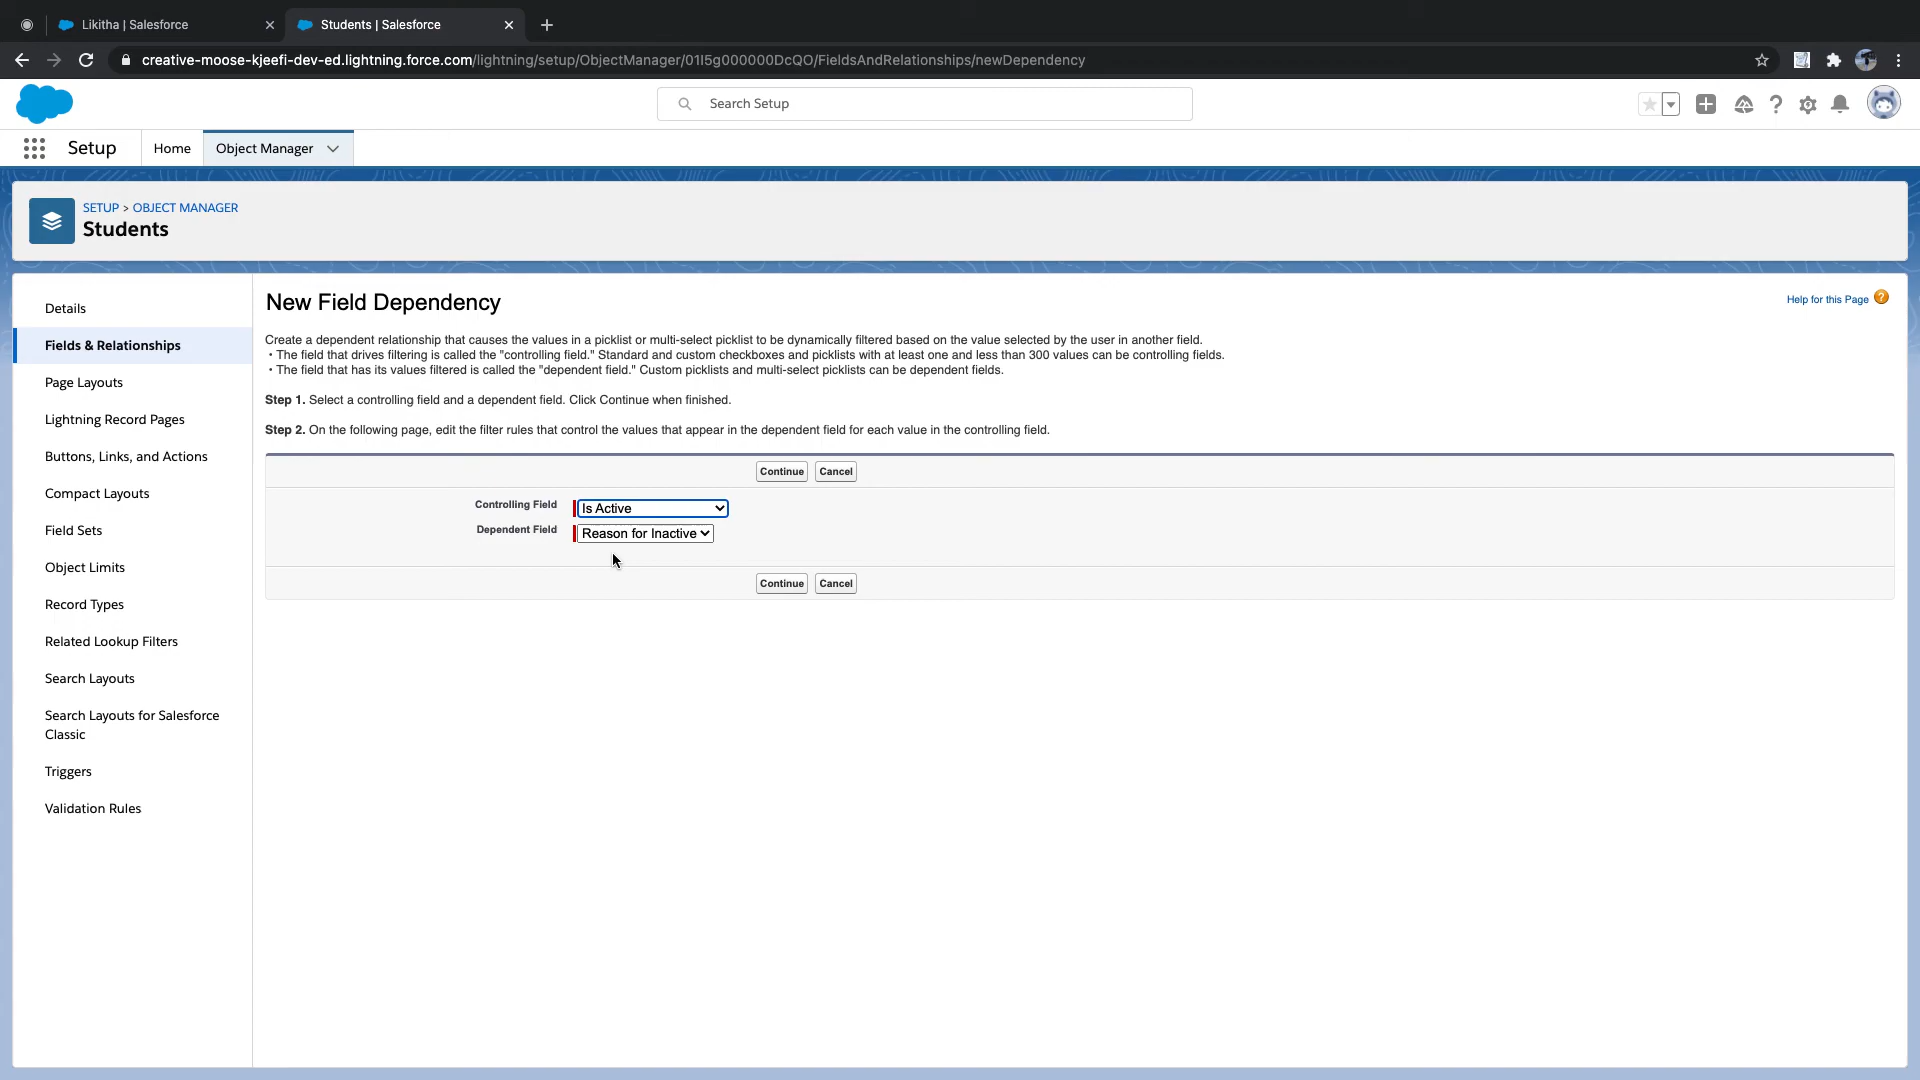 Likitha | Salesforce
Students | Salesforce
creative-moose-kjeefi-dev-ed.lightning.force.com/lightning/setup/ObjectManager/01I5g000000DcQO/FieldsAndRelationships/newDependency
Search Setup
Setup
Home
Object Manager
SETUP > OBJECT MANAGER
Students
Details
Fields & Relationships
Page Layouts
Lightning Record Pages
Buttons, Links, and Actions
Compact Layouts
Field Sets
Object Limits
Record Types
Related Lookup Filters
Search Layouts
Search Layouts for Salesforce
Classic
Triggers
Validation Rules
New Field Dependency
Help for this Page ?
Create a dependent relationship that causes the values in a picklist or multi-select picklist to be dynamically filtered based on the value selected by the user in another field.
• The field that drives filtering is called the "controlling field." Standard and custom checkboxes and picklists with at least one and less than 300 values can be controlling fields.
• The field that has its values filtered is called the "dependent field." Custom picklists and multi-select picklists can be dependent fields.
Step 1. Select a controlling field and a dependent field. Click Continue when finished.
Step 2. On the following page, edit the filter rules that control the values that appear in the dependent field for each value in the controlling field.
Continue Cancel
Controlling Field Is Active
Dependent Field Reason for Inactive
Continue Cancel